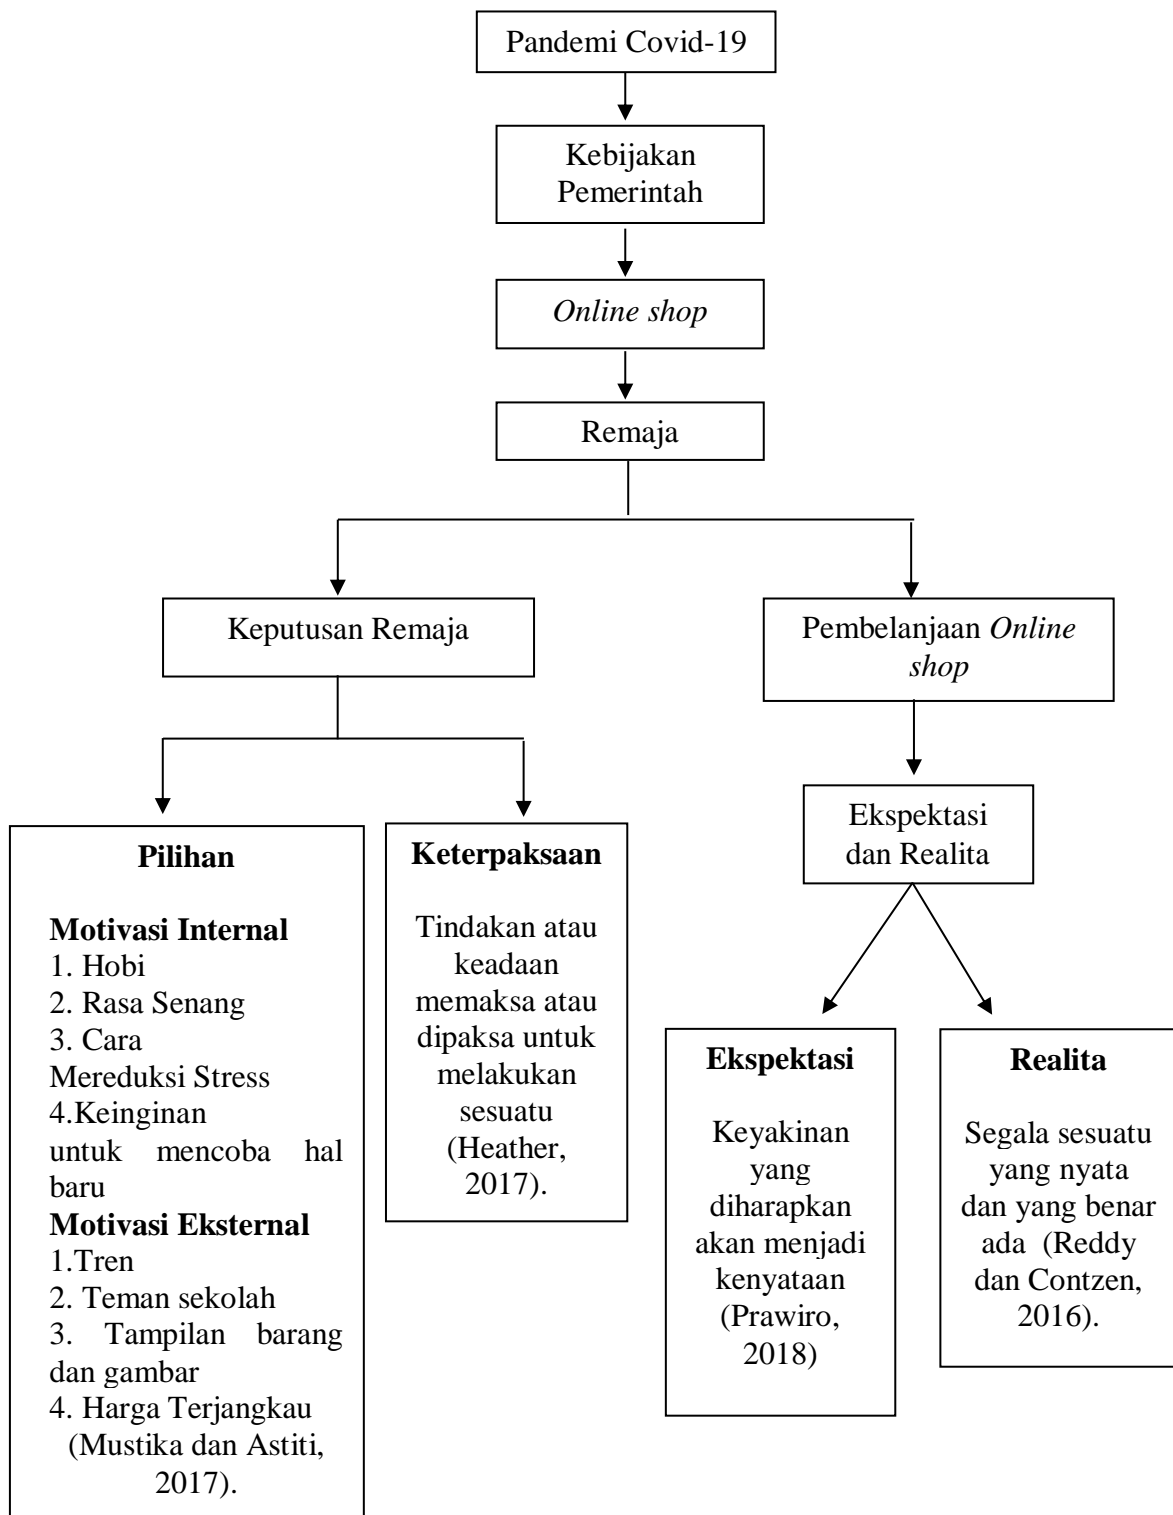 Pandemi Covid-19
Kebijakan
Pemerintah
Online shop
Remaja
Keputusan Remaja
Pembelanjaan Online
shop
Ekspektasi
dan Realita
Pilihan
Motivasi Internal
1. Hobi
2. Rasa Senang
3. Cara
Mereduksi Stress
4.Keinginan
untuk mencoba hal
baru
Motivasi Eksternal
1.Tren
2. Teman sekolah
3. Tampilan barang
dan gambar
4. Harga Terjangkau
(Mustika dan Astiti,
2017).
Keterpaksaan
Tindakan atau
keadaan
memaksa atau
dipaksa untuk
melakukan
sesuatu
(Heather,
2017).
Ekspektasi
Keyakinan
yang
diharapkan
akan menjadi
kenyataan
(Prawiro,
2018)
Realita
Segala sesuatu
yang nyata
dan yang benar
ada (Reddy
dan Contzen,
2016).